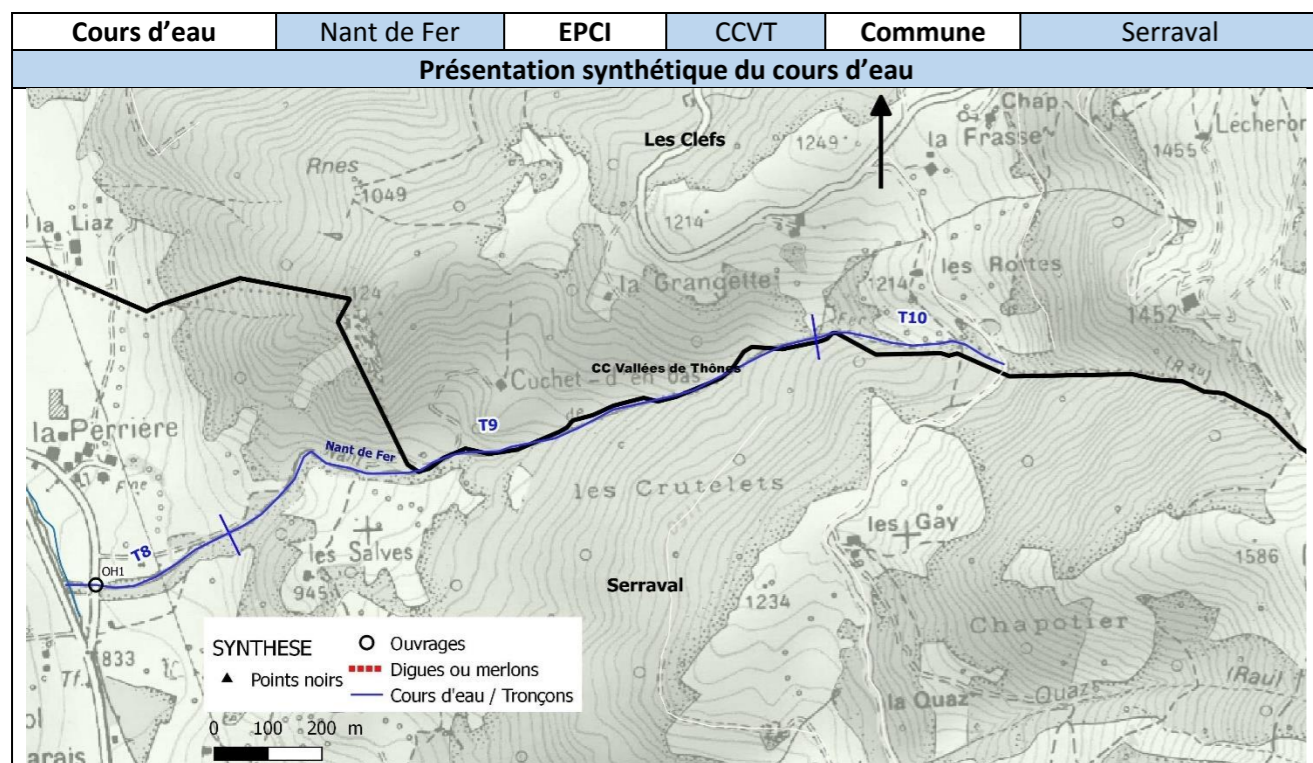 Cours d'eau Nant de Fer EPCI CCVT Commune Serraval
Présentation synthétique du cours d'eau
Chap
Les Clefs
1249
la Frasse
Lécheron
1455
Rnes
1049
la Liaz
1214
les Rottes
la Grangette
1214
1124
T10
1452
CC Vallées de Thônes
Cuchet-d'en
T9
la Perrière
Nant de Fer
les Crutelets
les Gay
T8
les Salves
1586
OH1
945
Serraval
1234
Chapotier
833
SYNTHESE
Ouvrages
Digues ou merlons
Points noirs
Cours d'eau / Tronçons
la Quaz
Quaz
(Raul
0 100 200 m
Tf.
arais